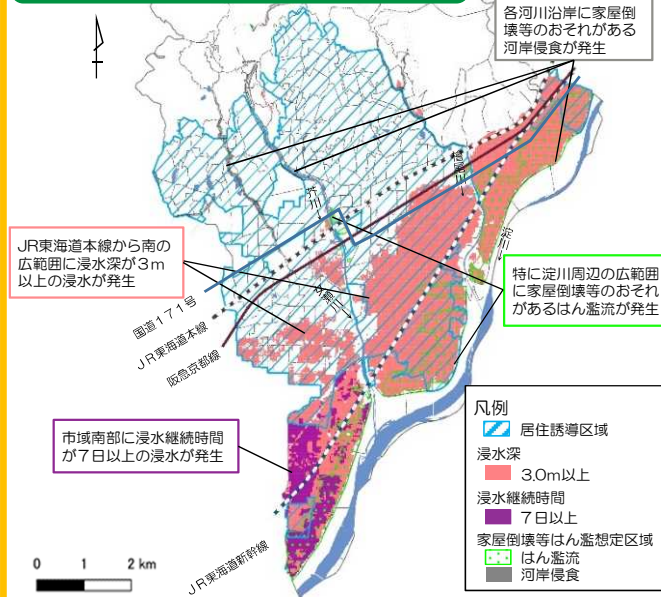 各河川沿岸に家屋倒
壊等のおそれがある
河岸侵食が発生
JR東海道本線から南の
広範囲に浸水深が3m
以上の浸水が発生
国道171号
JR東海道本線
阪急京都線
特に淀川周辺の広範囲
に家屋倒壊等のおそれ
があるはん濫流が発生
市域南部に浸水継続時間
が7日以上の浸水が発生
JR東海道新幹線
凡例
居住誘導区域
浸水深
3.0m以上
浸水継続時間
7日以上
家屋倒壊等はん濫想定区域
はん濫流
河岸侵食
0 1 2 km